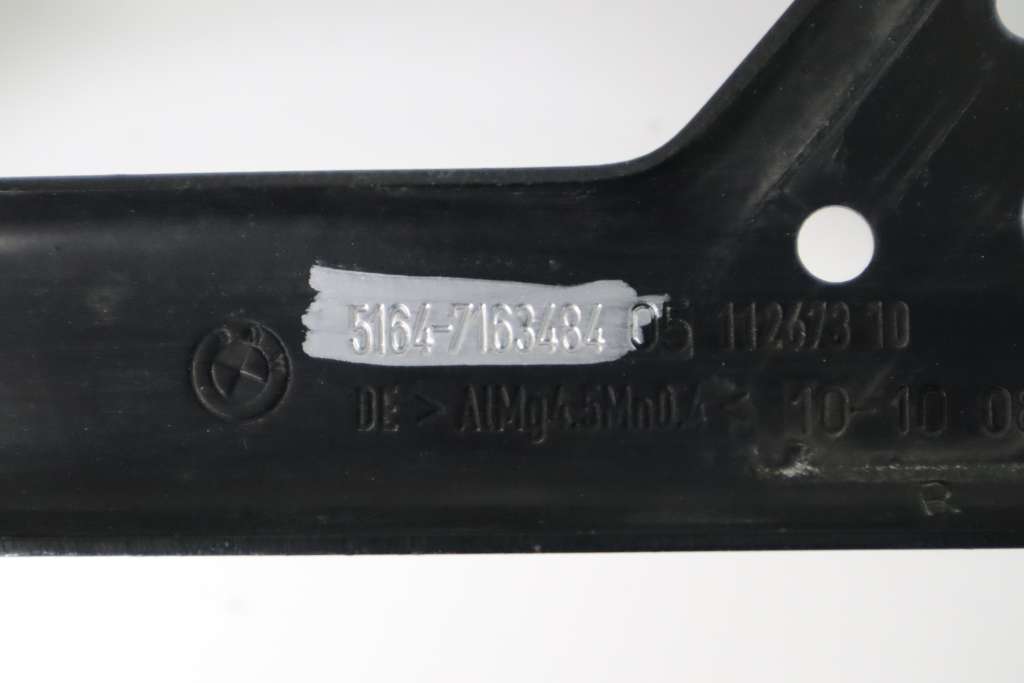 5164-7163484 05 112673 10
DE > AlMg4.5Mn0.4 < 10-10 08
R